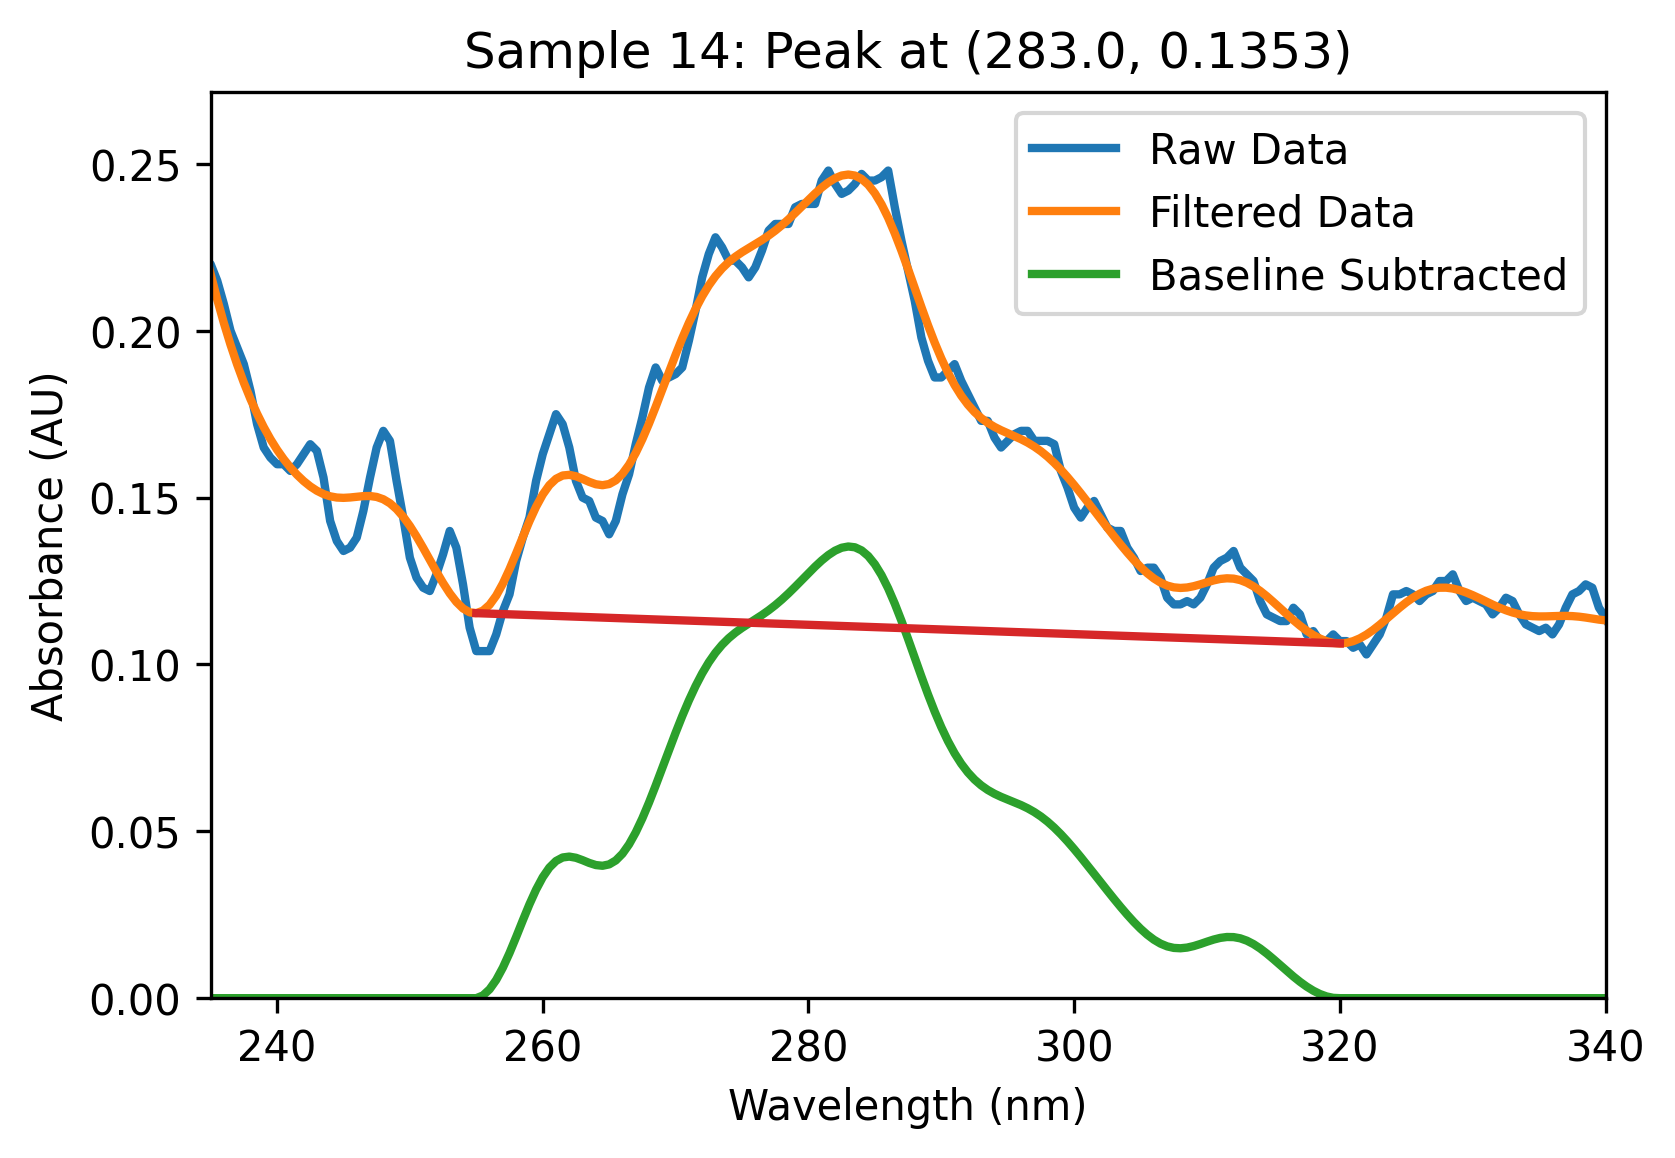 Sample 14: Peak at (283.0, 0.1353)
Raw Data
Filtered Data
Baseline Subtracted
Absorbance (AU)
0.25
0.20
0.15
0.10
0.05
0.00
240 260 280 300 320 340
Wavelength (nm)